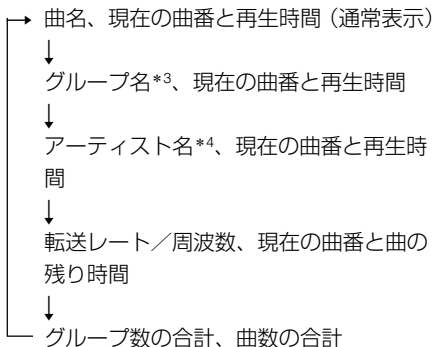 曲名、現在の曲番と再生時間（通常表示）
グループ名*3、現在の曲番と再生時間
アーティスト名*4、現在の曲番と再生時
間
転送レート／周波数、現在の曲番と曲の
残り時間
グループ数の合計、曲数の合計